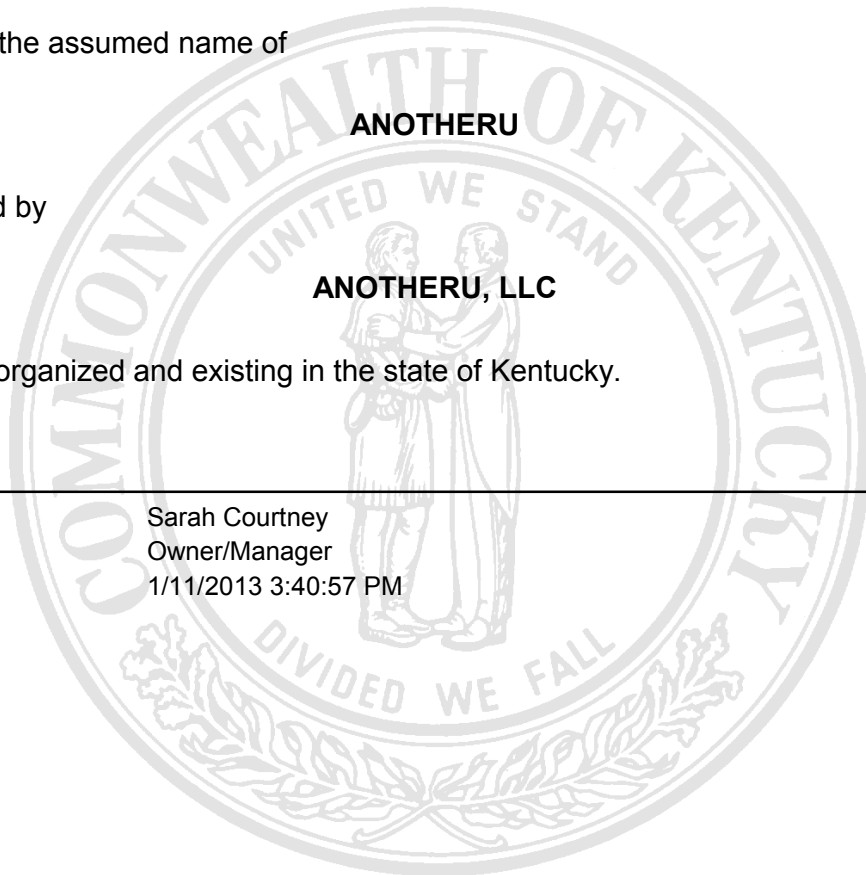 the assumed name of
ANOTHERU
d by
ANOTHERU, LLC
organized and existing in the state of Kentucky.
Sarah Courtney
Owner/Manager
1/11/2013 3:40:57 PM
COMMONWEALTH OF KENTUCKY
UNITED WE STAND
DIVIDED WE FALL